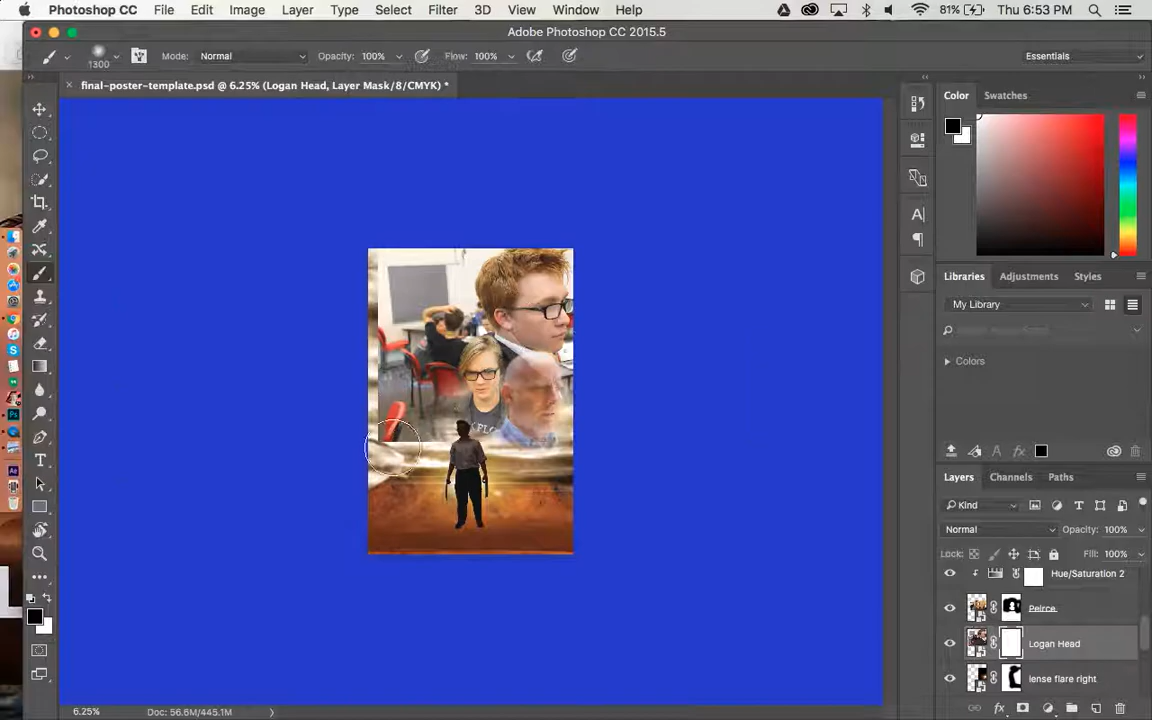 Photoshop CC File Edit Image Layer Type Select Filter 3D View Window Help 81% Thu 6:53 PM
Adobe Photoshop CC 2015.5
1300 Mode: Normal Opacity: 100% Flow: 100% Essentials
× final-poster-template.psd @ 6.25% (Logan Head, Layer Mask/8/CMYK) *
Color Swatches
Libraries Adjustments Styles
My Library
Colors
Layers Channels Paths
Kind
Normal Opacity: 100%
Lock: Fill: 100%
Hue/Saturation 2
Peirce
Logan Head
lense flare right
6.25% Doc: 56.6M/445.1M